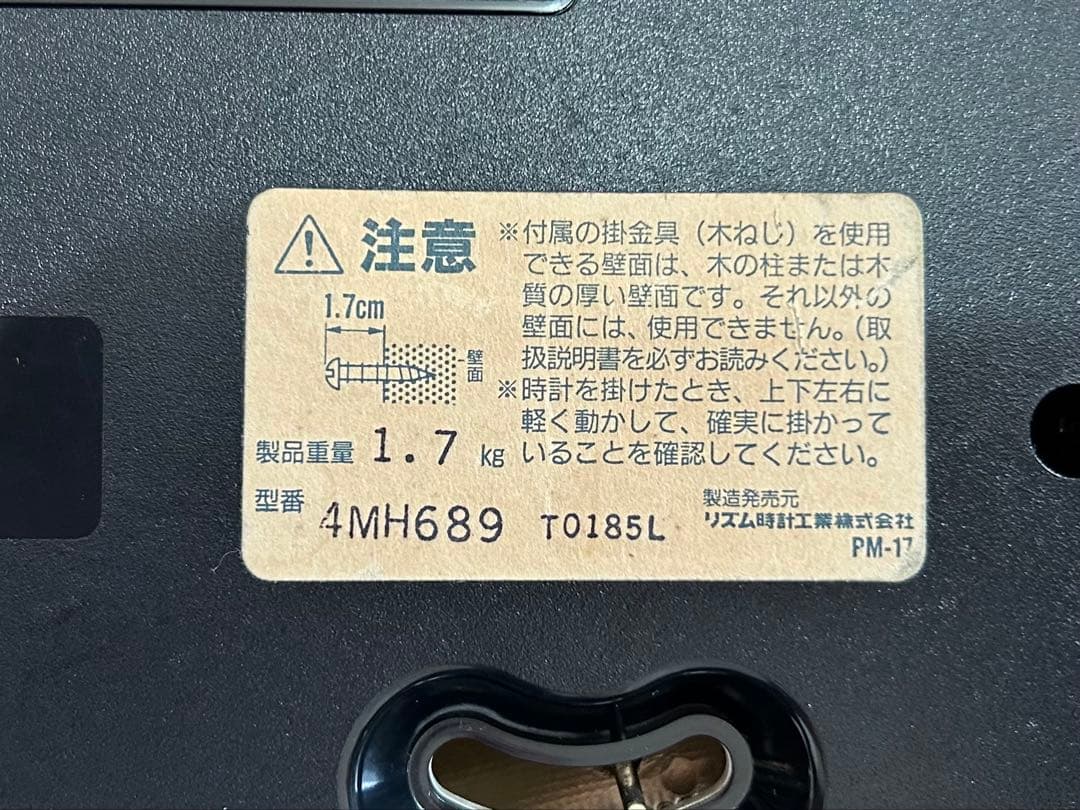 注意
1.7cm
壁面
製品重量 1.7 kg
型番 4MH689 T0185L
※付属の掛金具（木ねじ）を使用
できる壁面は、木の柱または木
質の厚い壁面です。それ以外の
壁面には、使用できません。（取
扱説明書を必ずお読みください。）
※時計を掛けたとき、上下左右に
軽く動かして、確実に掛かって
いることを確認してください。
製造発売元
リズム時計工業株式会社
PM-17